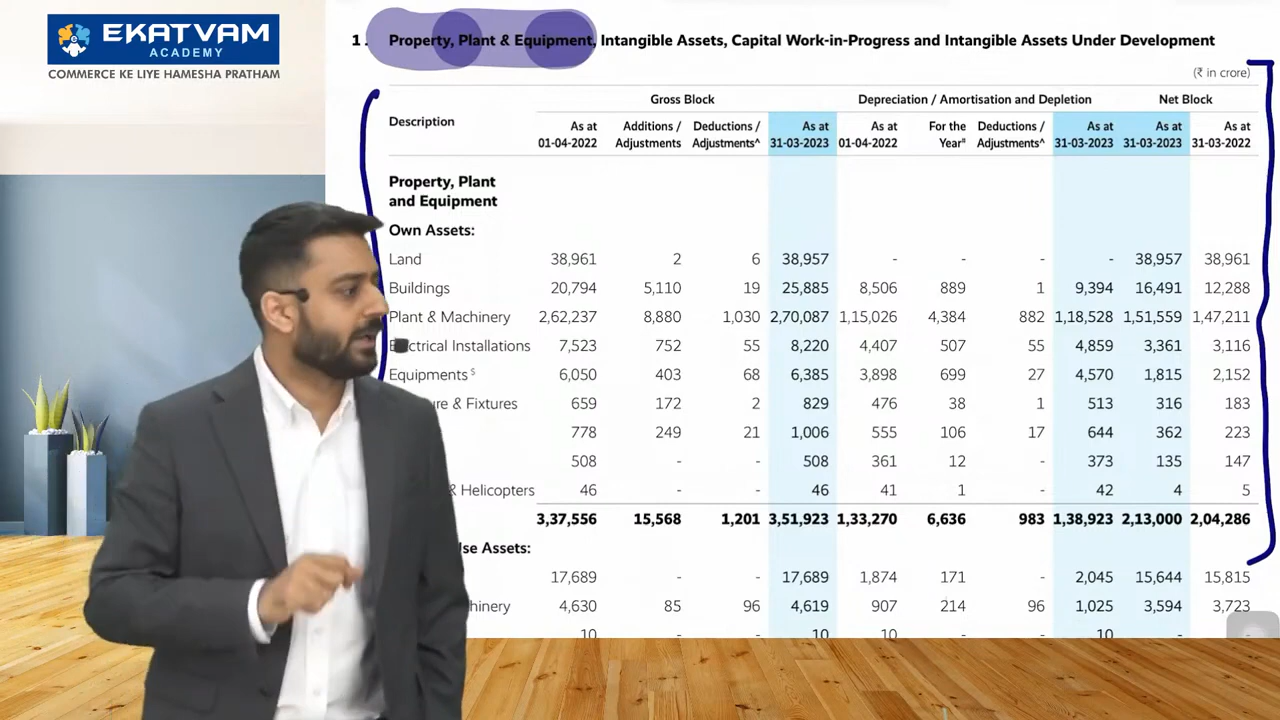 EKATVAM
ACADEMY
COMMERCE KE LIYE HAMESHA PRATHAM
1. Property, Plant & Equipment, Intangible Assets, Capital Work-in-Progress and Intangible Assets Under Development
(₹ in crore)
Gross Block Depreciation / Amortisation and Depletion Net Block
Description As at 01-04-2022 Additions / Adjustments Deductions / Adjustments^ As at 31-03-2023 As at 01-04-2022 For the Year# Deductions / Adjustments^ As at 31-03-2023 As at 31-03-2023 As at 31-03-2022
Property, Plant
and Equipment
Own Assets:
Land 38,961 2 6 38,957 - - - - 38,957 38,961
Buildings 20,794 5,110 19 25,885 8,506 889 1 9,394 16,491 12,288
Plant & Machinery 2,62,237 8,880 1,030 2,70,087 1,15,026 4,384 882 1,18,528 1,51,559 1,47,211
Installations 7,523 752 55 8,220 4,407 507 55 4,859 3,361 3,116
Equipments $ 6,050 403 68 6,385 3,898 699 27 4,570 1,815 2,152
& Fixtures 659 172 2 829 476 38 1 513 316 183
778 249 21 1,006 555 106 17 644 362 223
508 - - 508 361 12 - 373 135 147
& Helicopters 46 - - 46 41 1 - 42 4 5
3,37,556 15,568 1,201 3,51,923 1,33,270 6,636 983 1,38,923 2,13,000 2,04,286
Assets:
17,689 - - 17,689 1,874 171 - 2,045 15,644 15,815
4,630 85 96 4,619 907 214 96 1,025 3,594 3,723
10 - - 10 10 - - 10 - -